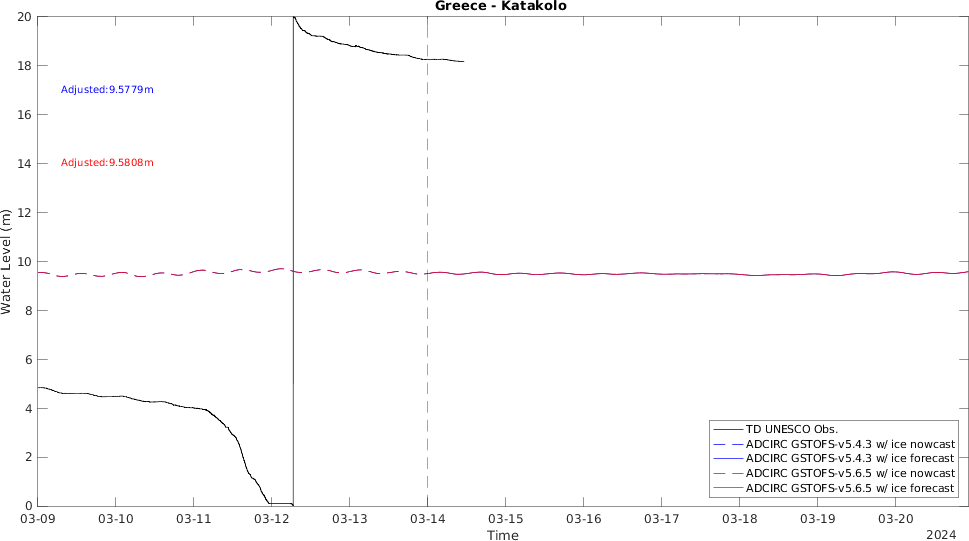 Greece - Katakolo
20
18
16
14
12
10
8
6
4
2
0
Water Level (m)
Adjusted:9.5779m
Adjusted:9.5808m
TD UNESCO Obs.
ADCIRC GSTOFS-v5.4.3 w/ ice nowcast
ADCIRC GSTOFS-v5.4.3 w/ ice forecast
ADCIRC GSTOFS-v5.6.5 w/ ice nowcast
ADCIRC GSTOFS-v5.6.5 w/ ice forecast
03-09 03-10 03-11 03-12 03-13 03-14 03-15 03-16 03-17 03-18 03-19 03-20
Time
2024